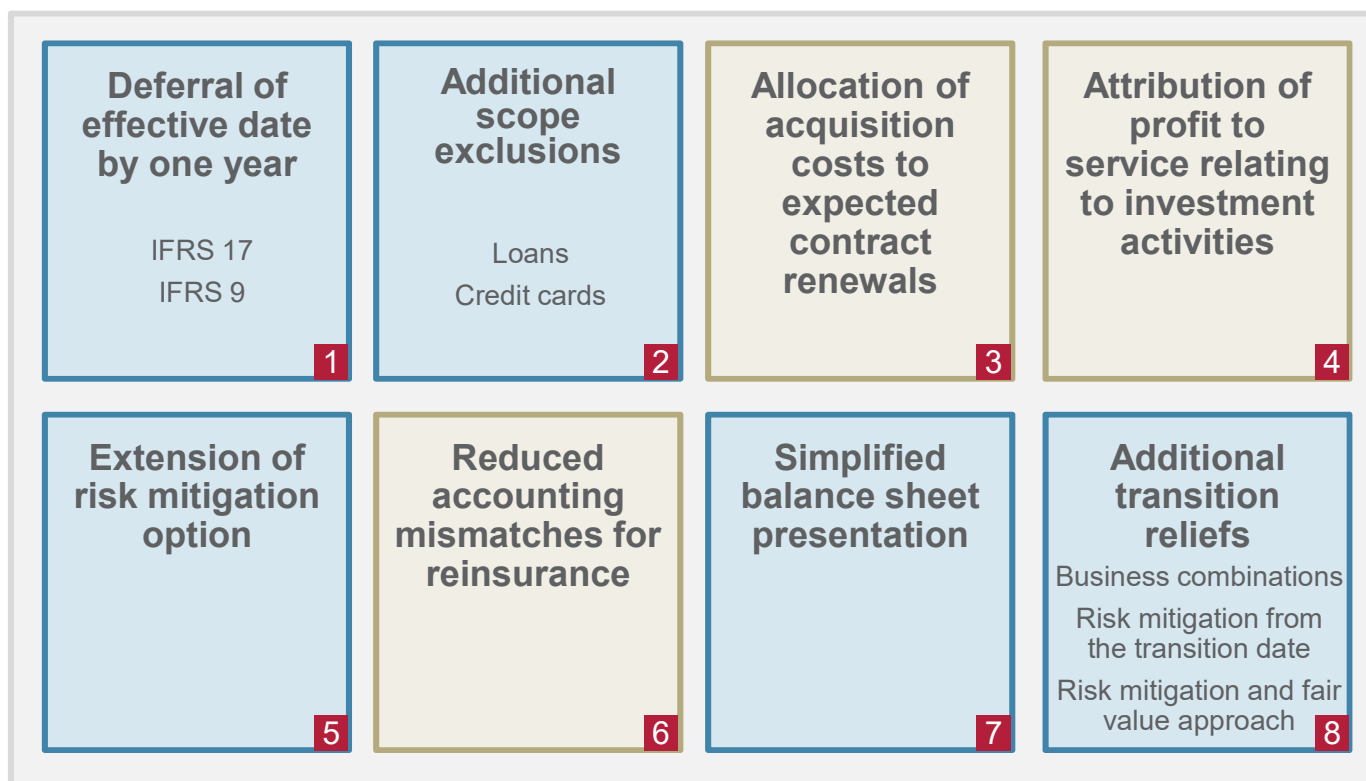 Deferral of
effective date
by one year
IFRS 17
IFRS 9
1
Additional
scope
exclusions
Loans
Credit cards
2
Allocation of
acquisition
costs to
expected
contract
renewals
3
Attribution of
profit to
service relating
to investment
activities
4
Extension of
risk mitigation
option
5
Reduced
accounting
mismatches for
reinsurance
6
Simplified
balance sheet
presentation
7
Additional
transition
reliefs
Business combinations
Risk mitigation from
the transition date
Risk mitigation and fair
value approach
8